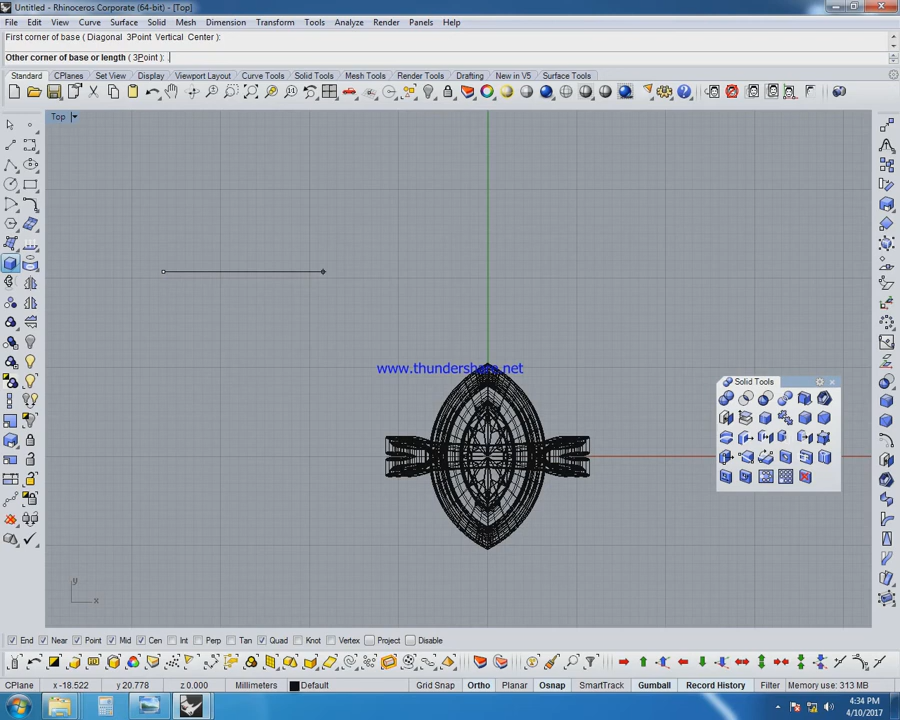 Untitled - Rhinoceros Corporate (64-bit) - [Top]
File Edit View Curve Surface Solid Mesh Dimension Transform Tools Analyze Render Panels Help
First corner of base ( Diagonal 3Point Vertical Center ):
Other corner of base or length ( 3Point ):
Standard CPlanes Set View Display Viewport Layout Curve Tools Solid Tools Mesh Tools Render Tools Drafting New in V5 Surface Tools
Top
www.thundershare.net
Solid Tools
y
x
End Near Point Mid Cen Int Perp Tan Quad Knot Vertex Project Disable
CPlane x -18.522 y 20.778 z 0.000 Millimeters Default Grid Snap Ortho Planar Osnap SmartTrack Gumball Record History Filter Memory use: 313 MB
4:34 PM
4/10/2017